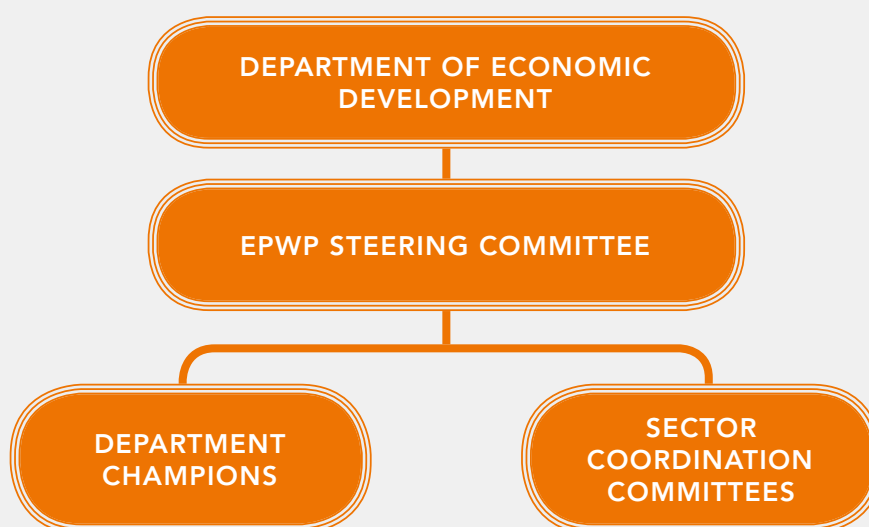 DEPARTMENT OF ECONOMIC
DEVELOPMENT
EPWP STEERING COMMITTEE
DEPARTMENT
CHAMPIONS
SECTOR
COORDINATION
COMMITTEES